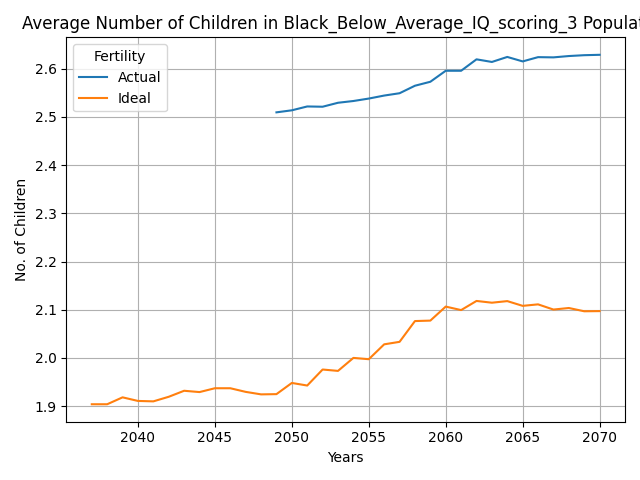 Average Number of Children in Black_Below_Average_IQ_scoring_3 Populat
Fertility
Actual
Ideal
2.6
2.5
2.4
2.3
2.2
2.1
2.0
1.9
No. of Children
2040 2045 2050 2055 2060 2065 2070
Years